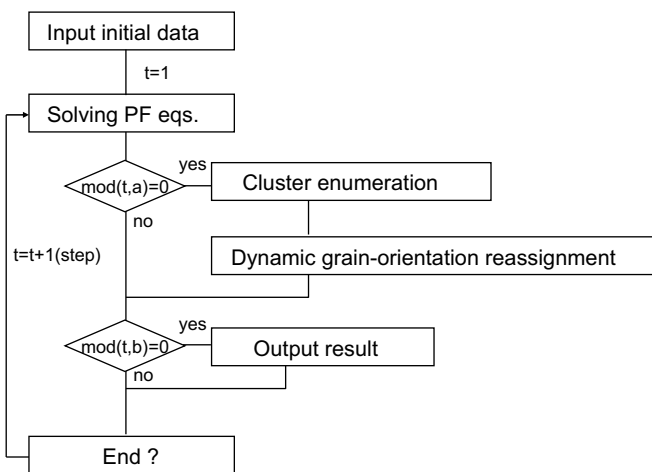 Input initial data
t=1
Solving PF eqs.
yes
mod(t,a)=0
Cluster enumeration
no
t=t+1(step)
Dynamic grain-orientation reassignment
yes
mod(t,b)=0
Output result
no
End ?